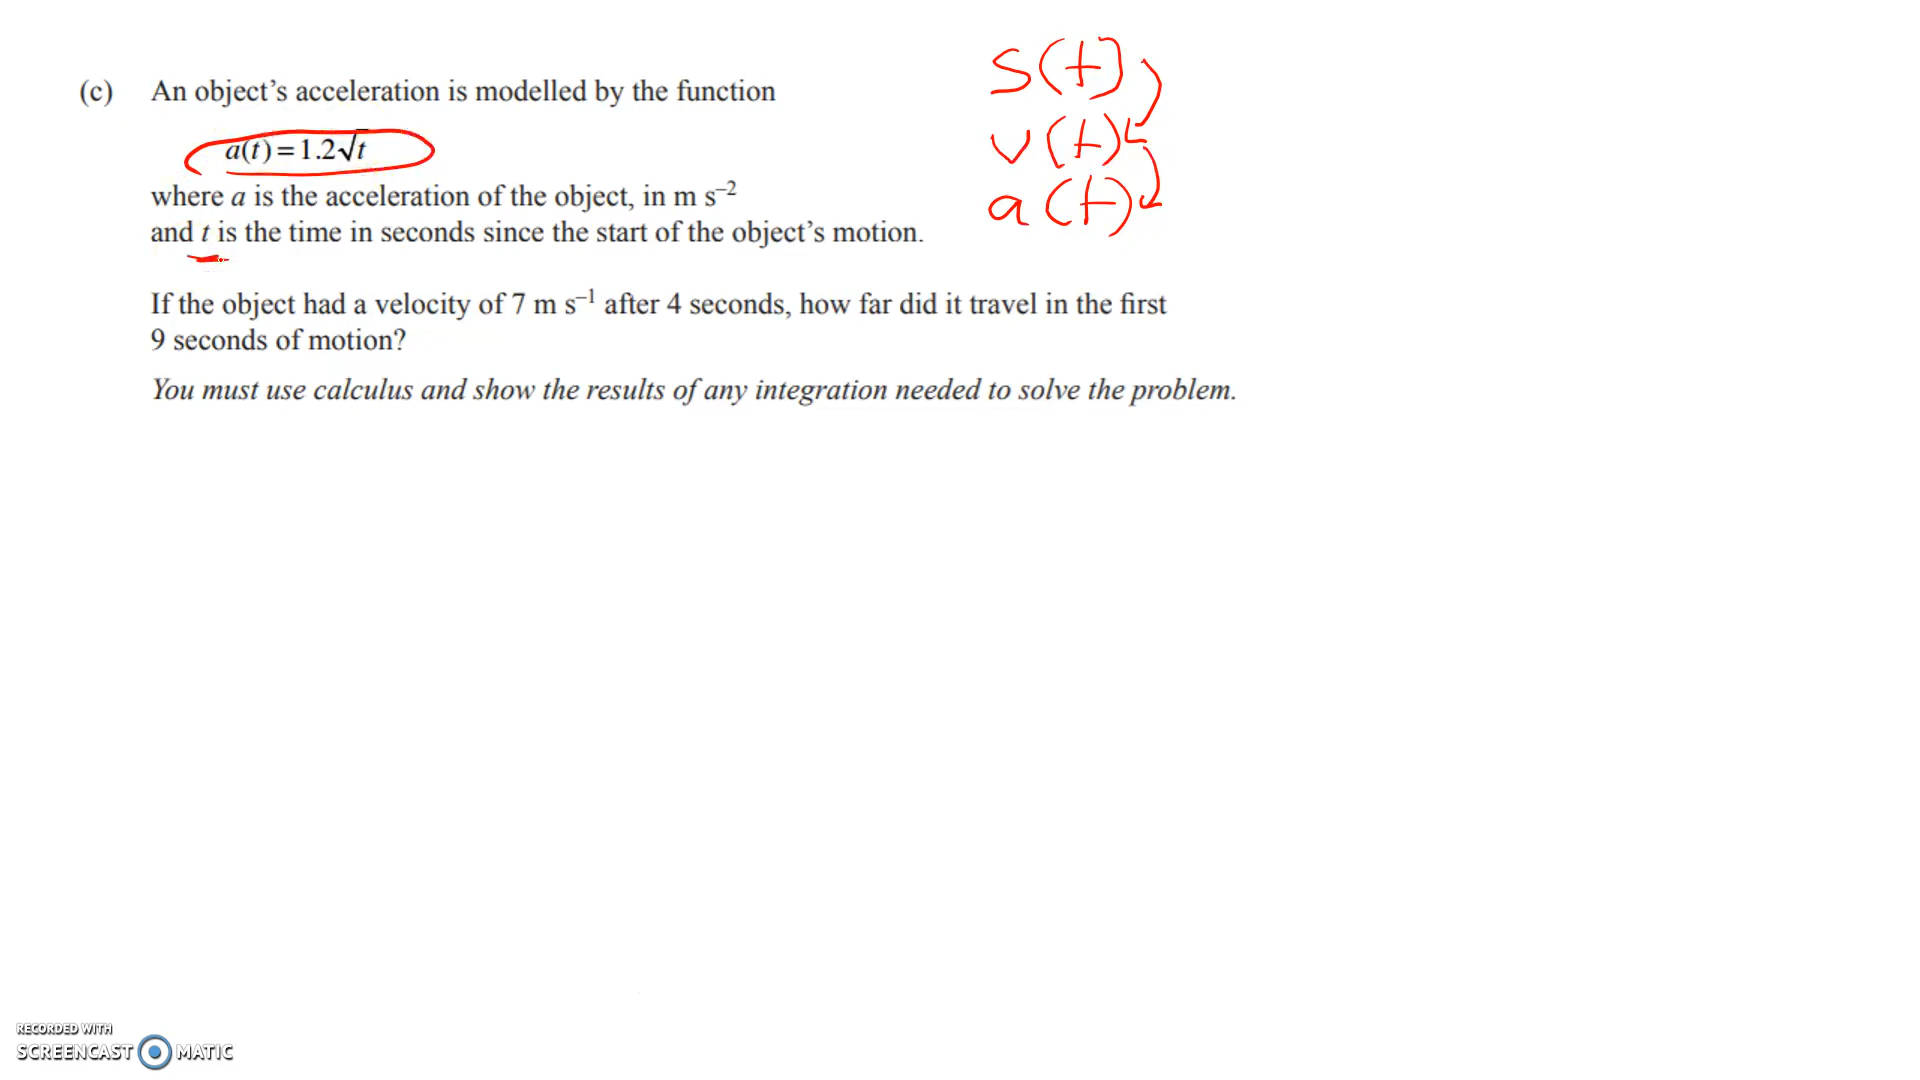 (c) An object’s acceleration is modelled by the function
a(t)=1.2√t
where a is the acceleration of the object, in m s⁻²
and t is the time in seconds since the start of the object’s motion.
If the object had a velocity of 7 m s⁻¹ after 4 seconds, how far did it travel in the first
9 seconds of motion?
You must use calculus and show the results of any integration needed to solve the problem.
s(t)
v(t)
a(t)
RECORDED WITH
SCREENCAST MATIC